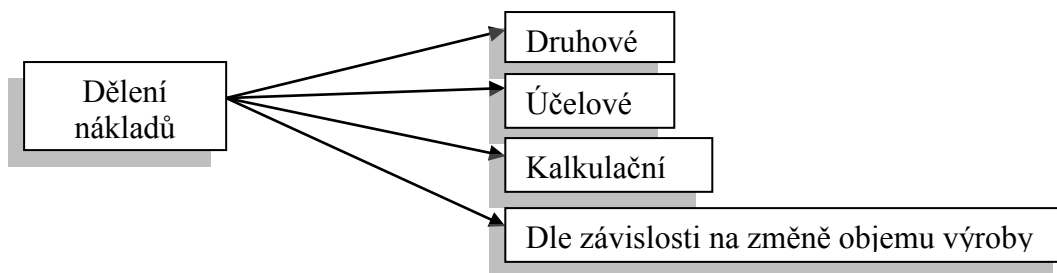 Dělení
nákladů
Druhové
Účelové
Kalkulační
Dle závislosti na změně objemu výroby